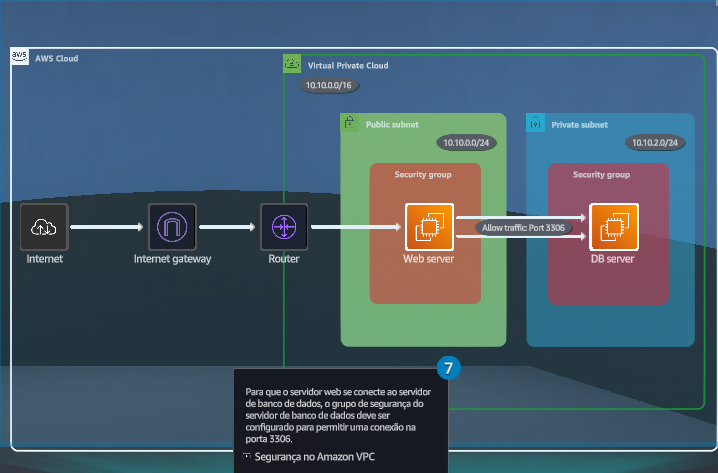 aws
AWS Cloud
Virtual Private Cloud
10.10.0.0/16
Public subnet
10.10.0.0/24
Private subnet
10.10.2.0/24
Security group
Security group
Internet
Internet gateway
Router
Web server
Allow traffic: Port 3306
DB server
7
Para que o servidor web se conecte ao servidor
de banco de dados, o grupo de segurança do
servidor de banco de dados deve ser
configurado para permitir uma conexão na
porta 3306.
Segurança no Amazon VPC